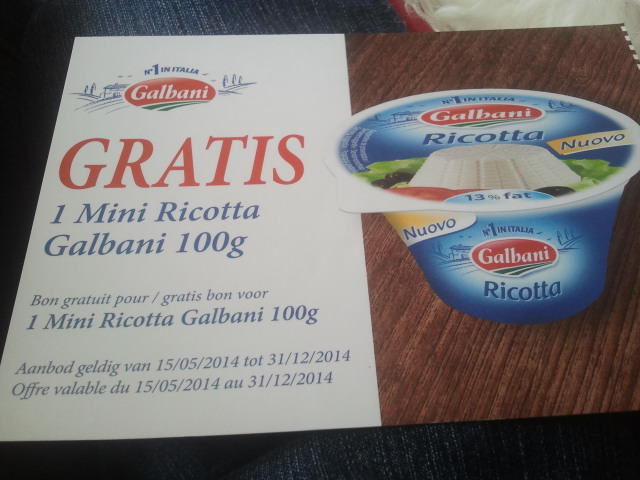 N°1 IN ITALIA
Galbani
GRATIS
1 Mini Ricotta
Galbani 100g
Bon gratuit pour / gratis bon voor
1 Mini Ricotta Galbani 100g
Aanbod geldig van 15/05/2014 tot 31/12/2014
Offre valable du 15/05/2014 au 31/12/2014
N°1 IN ITALIA
Galbani
Ricotta
Nuovo
13% fat
Nuovo
N°1 IN ITALIA
Galbani
Ricotta